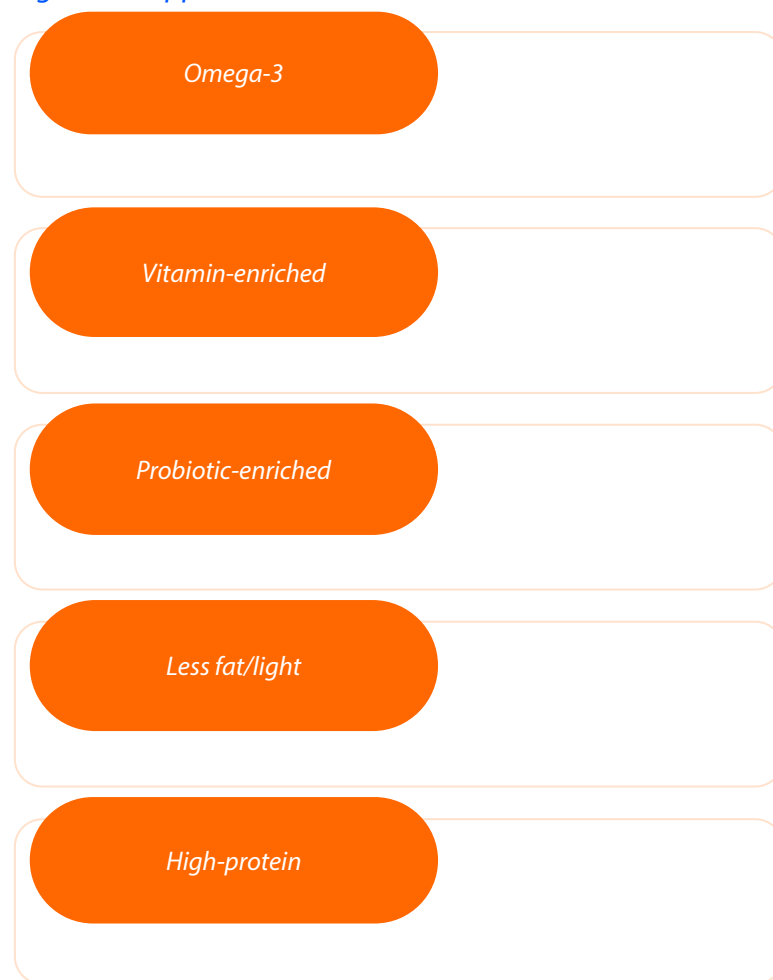 Omega-3
Vitamin-enriched
Probiotic-enriched
Less fat/light
High-protein